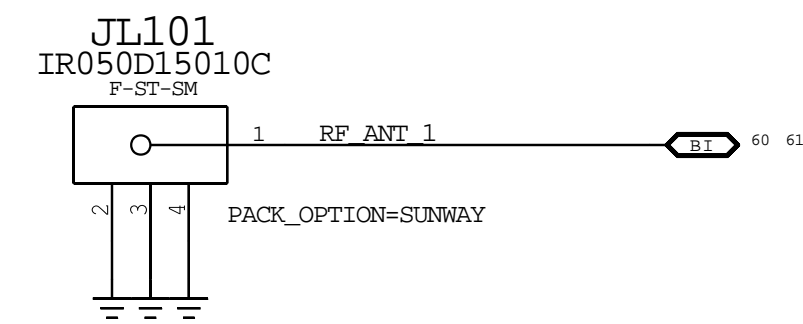 JL101
IR050D15010C
F-ST-SM
1 RF_ANT_1 BI 60 61
2 3 4
PACK_OPTION=SUNWAY